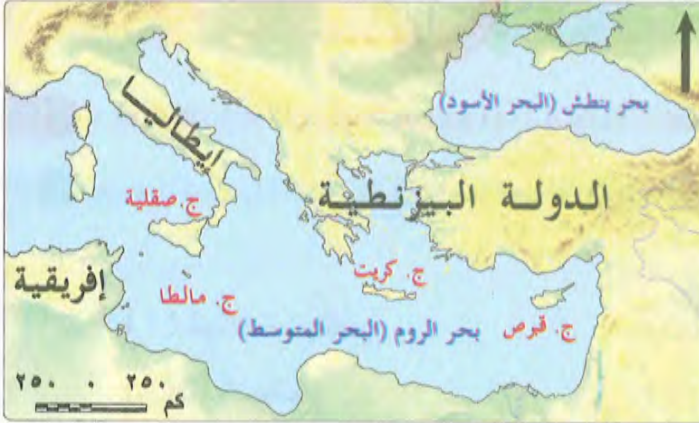 بحر بنطش (البحر الأسود)
إيطاليا
الدولة البيزنطية
ج. صقلية
ج. كريت
إفريقية
ج. مالطا
بحر الروم (البحر المتوسط)
ج. قبرص
٢٥٠ ٠ ٢٥٠
كم